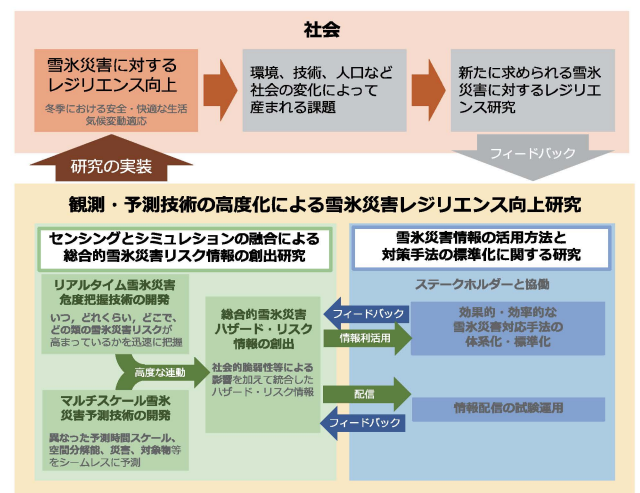 社会
雪氷災害に対する
レジリエンス向上
冬季における安全・快適な生活
気候変動適応
環境、技術、人口など
社会の変化によって
産まれる課題
新たに求められる雪氷
災害に対するレジリエ
ンス研究
研究の実装
フィードバック
観測・予測技術の高度化による雪氷災害レジリエンス向上研究
センシングとシミュレションの融合による
総合的雪氷災害リスク情報の創出研究
リアルタイム雪氷災害
危度把握技術の開発
いつ，どれくらい，どこで、
どの類の雪氷災害リスクが
高まっているかを迅速に把握
高度な連動
マルチスケール雪氷
災害予測技術の開発
異なった予測時間スケール、
空間分解能、災害、対象物等
をシームレスに予測
総合的雪氷災害
ハザード・リスク
情報の創出
社会的脆弱性等による
影響を加えて統合した
ハザード・リスク情報
雪氷災害情報の活用方法と
対策手法の標準化に関する研究
ステークホルダーと協働
フィードバック
情報利活用
効果的・効率的な
雪氷災害対応手法の
体系化・標準化
配信
フィードバック
情報配信の試験運用